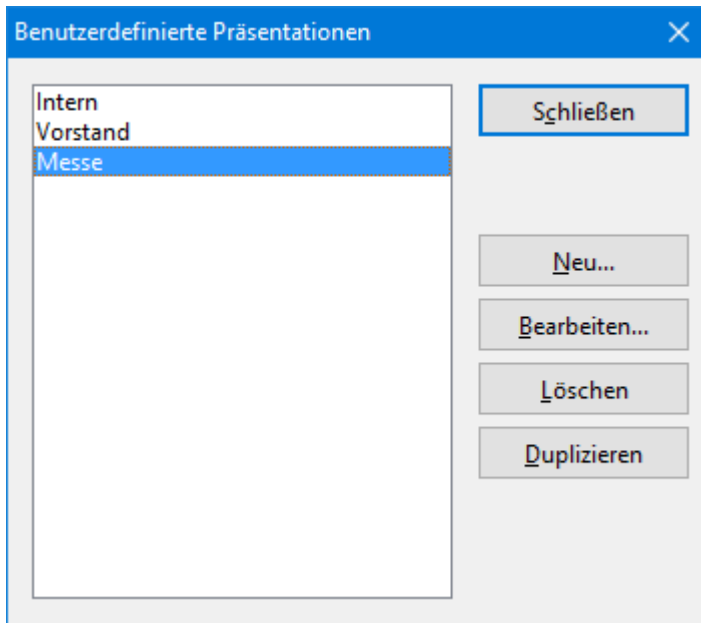 Benutzerdefinierte Präsentationen
Intern
Vorstand
Messe
Schließen
Neu...
Bearbeiten...
Löschen
Duplizieren